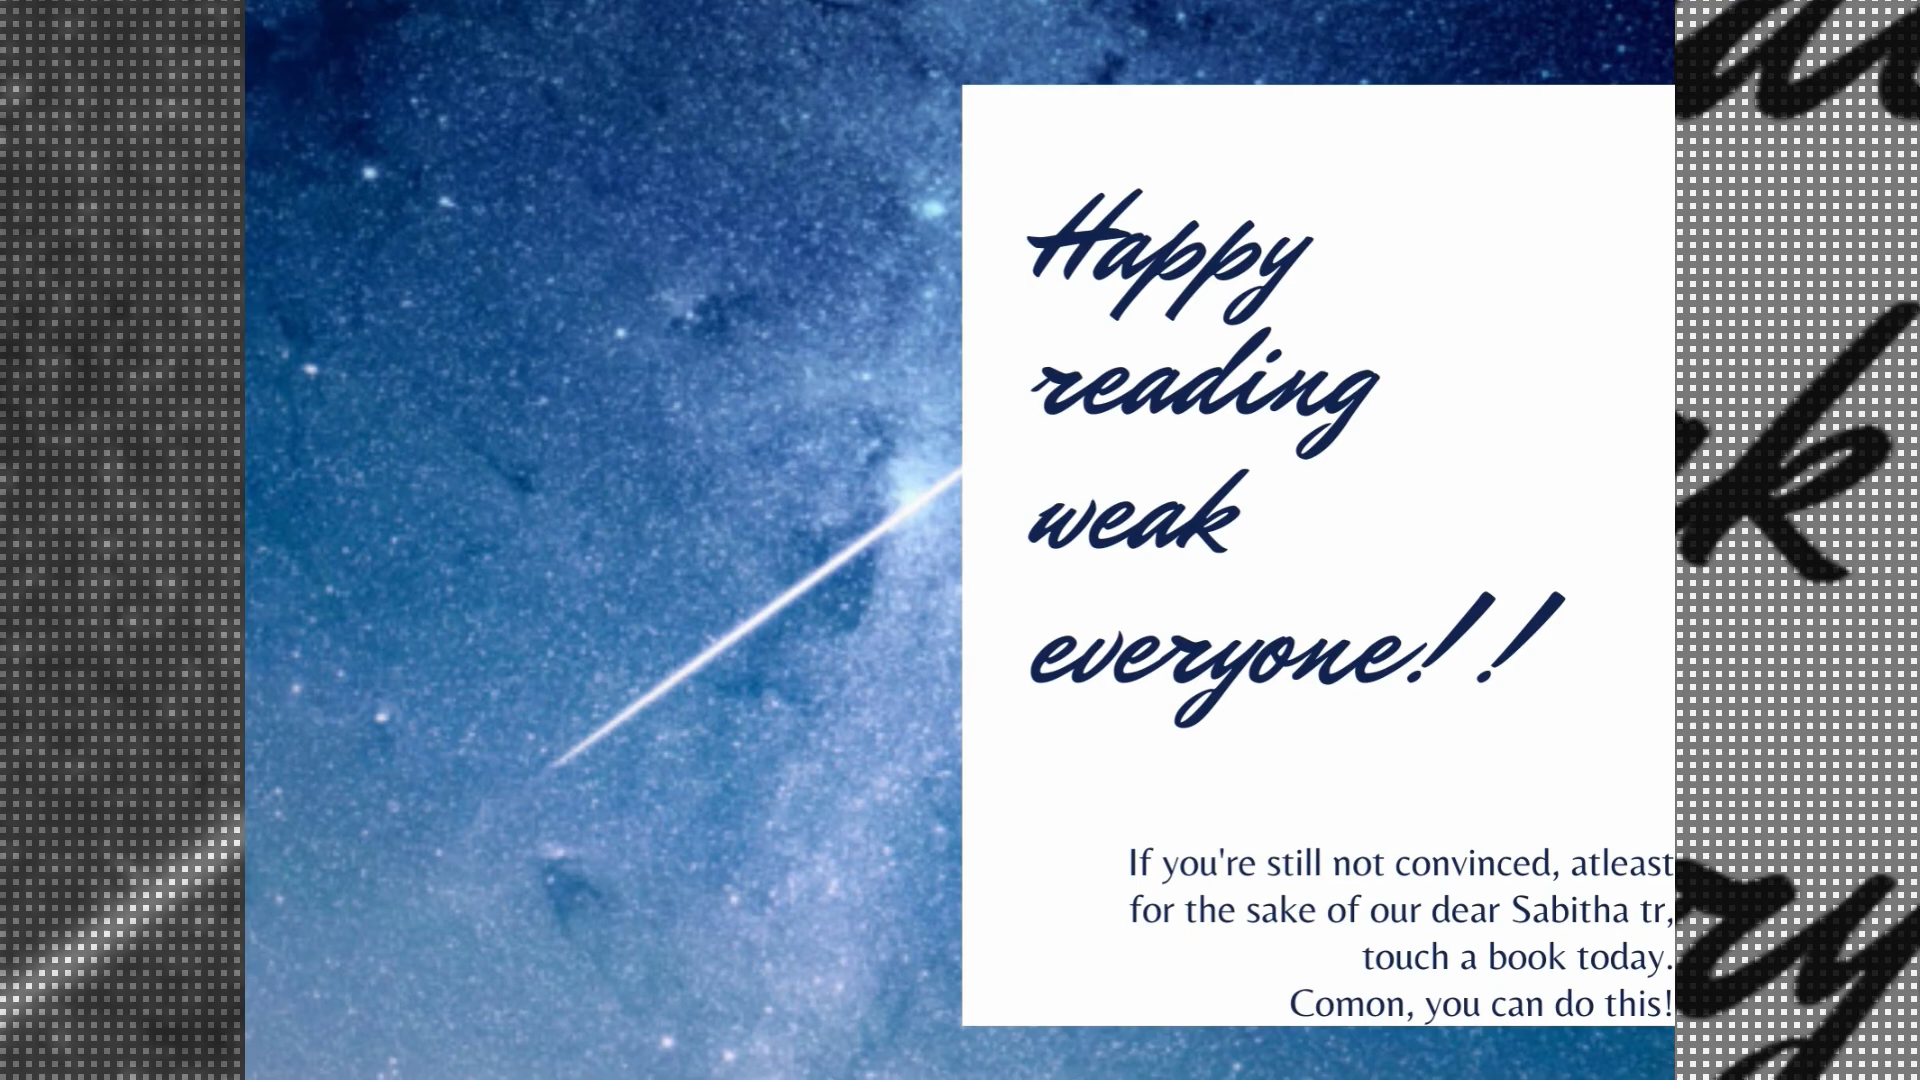 Happy
reading
weak
everyone!!
If you're still not convinced, atleast
for the sake of our dear Sabitha tr,
touch a book today.
Comon, you can do this!